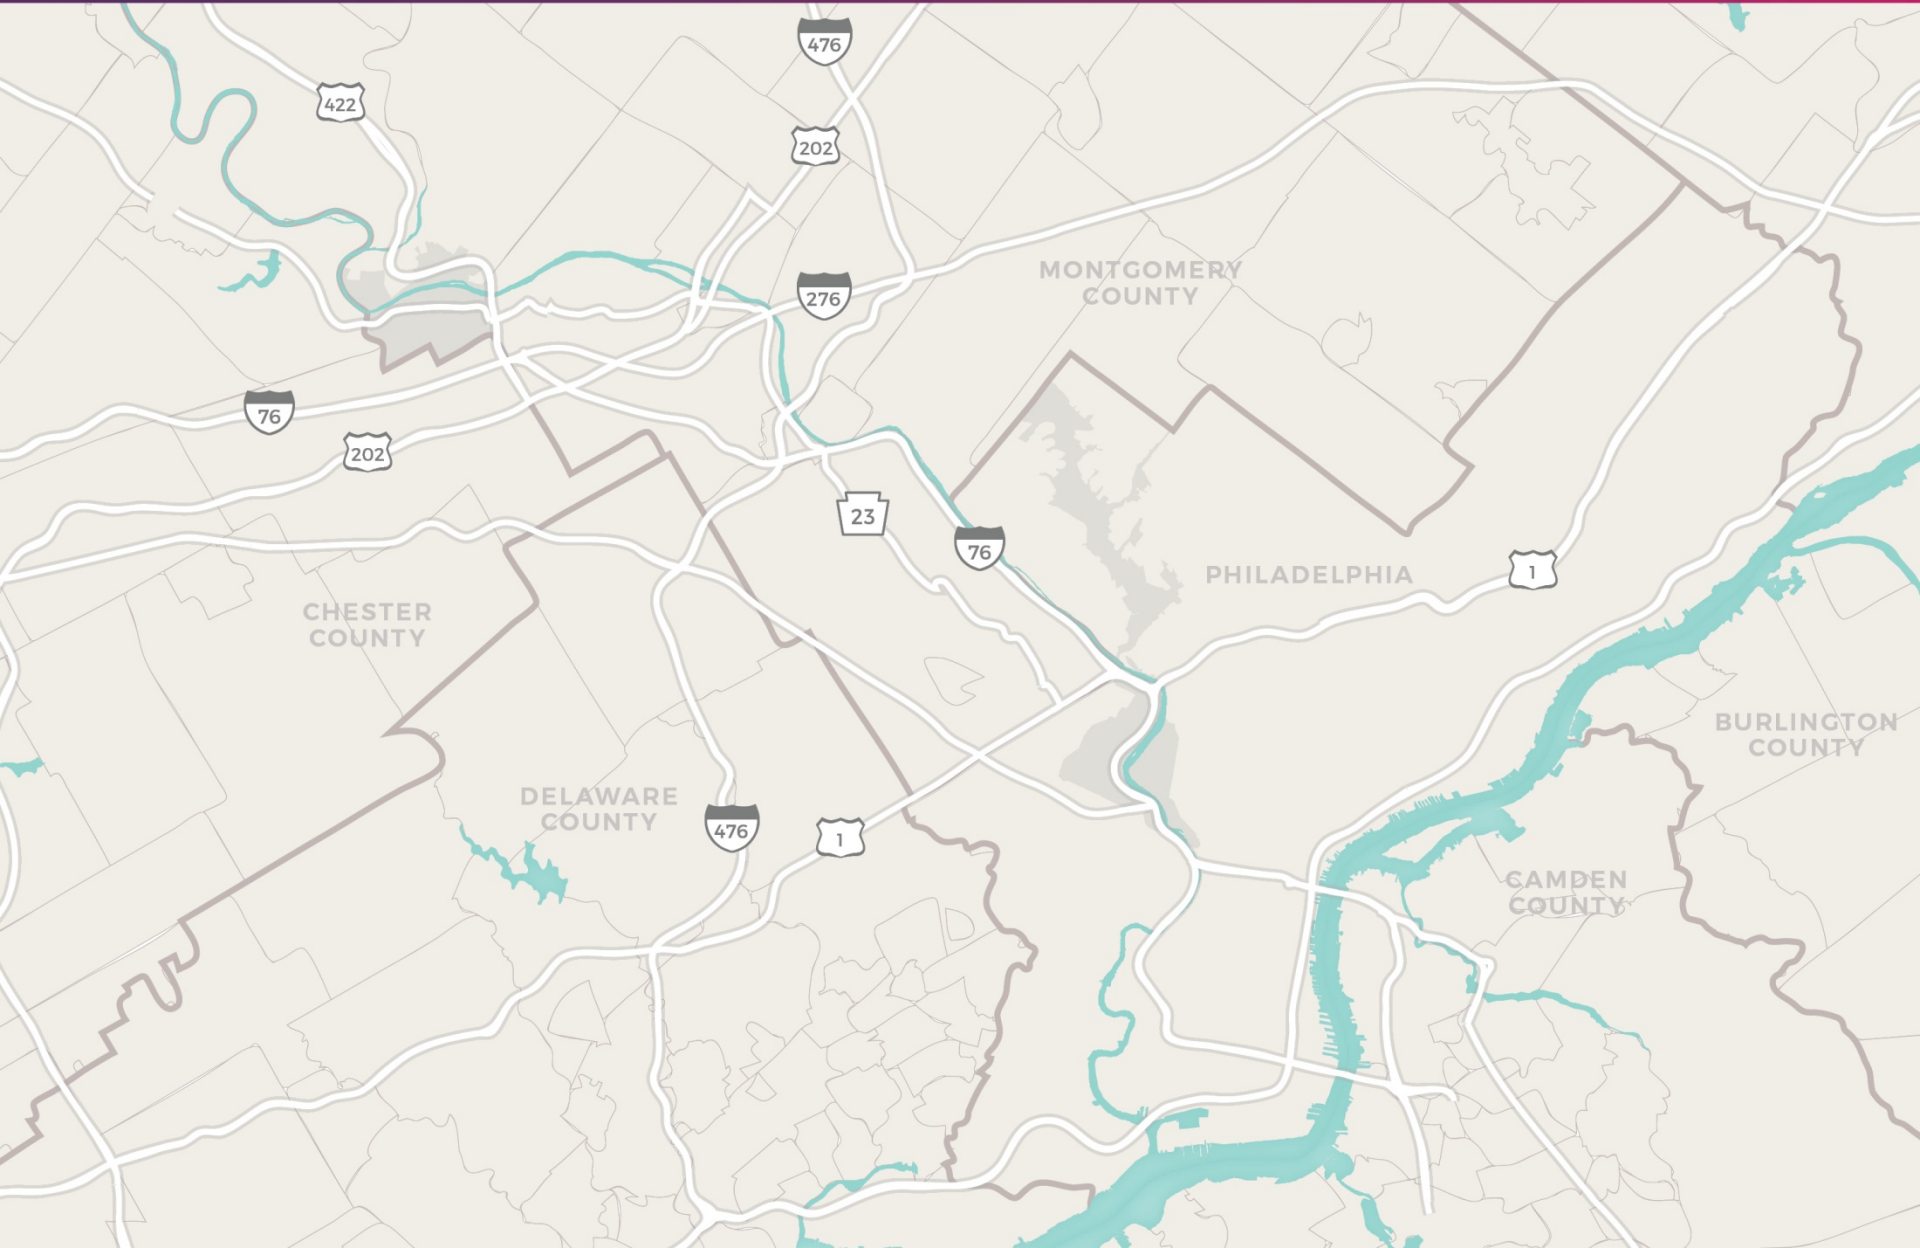 476
422
202
MONTGOMERY
COUNTY
276
76
202
23
76
PHILADELPHIA
1
CHESTER
COUNTY
BURLINGTON
COUNTY
DELAWARE
COUNTY
476
1
CAMDEN
COUNTY